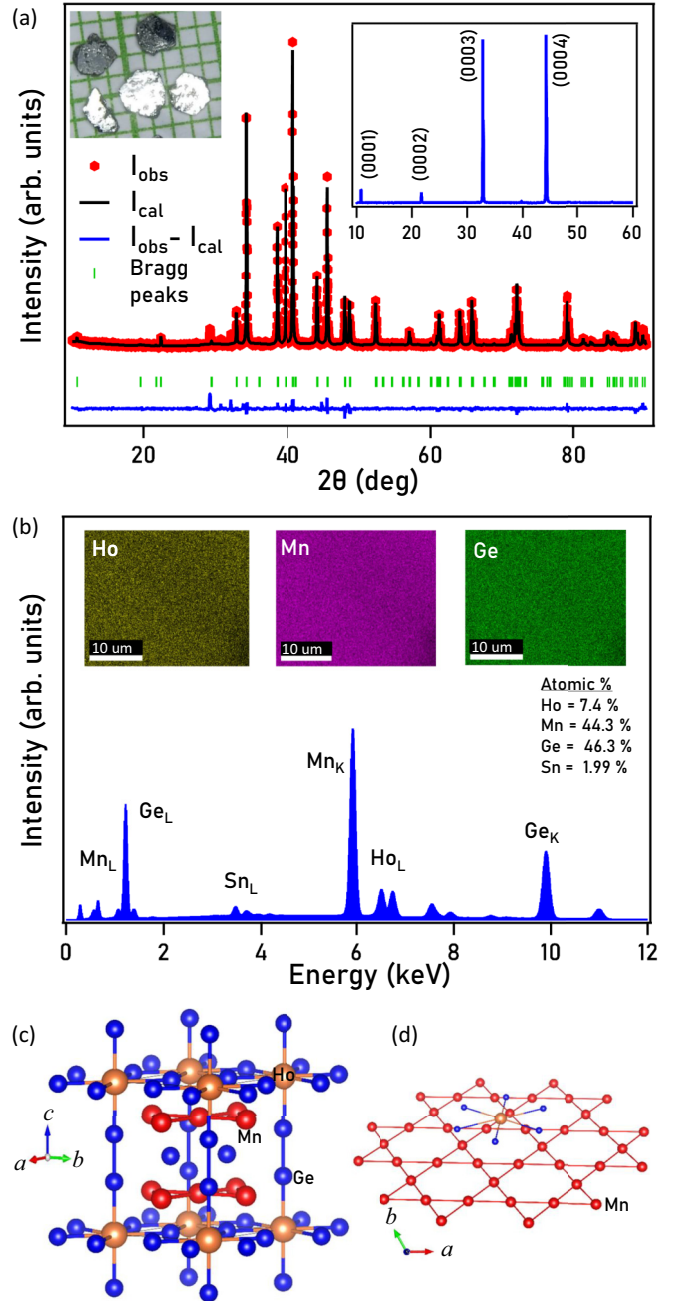 (a)
Intensity (arb. units)
I_obs
I_cal
I_obs - I_cal
Bragg
peaks
(0001)
(0002)
(0003)
(0004)
10 20 30 40 50 60
20 40 60 80
2θ (deg)
(b)
Intensity (arb. units)
Ho
10 um
Mn
10 um
Ge
10 um
Atomic %
Ho = 7.4 %
Mn = 44.3 %
Ge = 46.3 %
Sn = 1.99 %
Mn_L
Ge_L
Sn_L
Mn_K
Ho_L
Ge_K
0 2 4 6 8 10 12
Energy (keV)
(c)
Ho
Mn
Ge
c
a
b
(d)
Mn
b
a